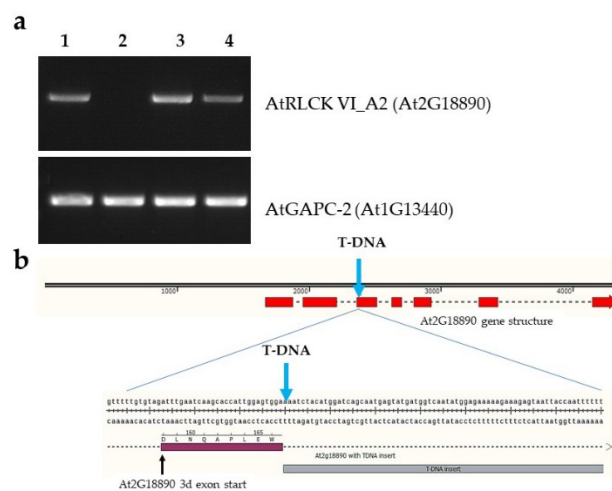 a
1 2 3 4
AtRLCK VI_A2 (At2G18890)
AtGAPC-2 (At1G13440)
T-DNA
b
1000 2000 3000 4000
At2G18890 gene structure
T-DNA
gtttttgtgtagatttgaatcaagcaccattggagtggaaaatctacatggatcagcaatgagtatgatggtcaatatggagaaaaagaaagagtaattaccaatttttt
caaaaacacatctaaacttagttcgtggtaacctcaccttttagatgtacctagtcgttactcatactaccagttatacctctttttctttctcattaatggttaaaaaa
160 165
D L N Q A P L E W
At2g18890 with TDNA insert
T-DNA insert
At2G18890 3d exon start